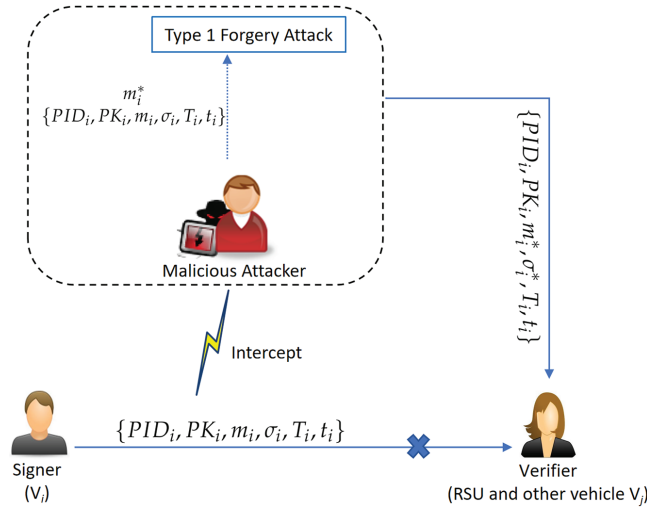 Type 1 Forgery Attack
m_i^*
{PID_i, PK_i, m_i, σ_i, T_i, t_i}
Malicious Attacker
{PID_i, PK_i, m_i^*, σ_i^*, T_i, t_i}
Intercept
{PID_i, PK_i, m_i, σ_i, T_i, t_i}
Signer
(V_i)
Verifier
(RSU and other vehicle V_j)